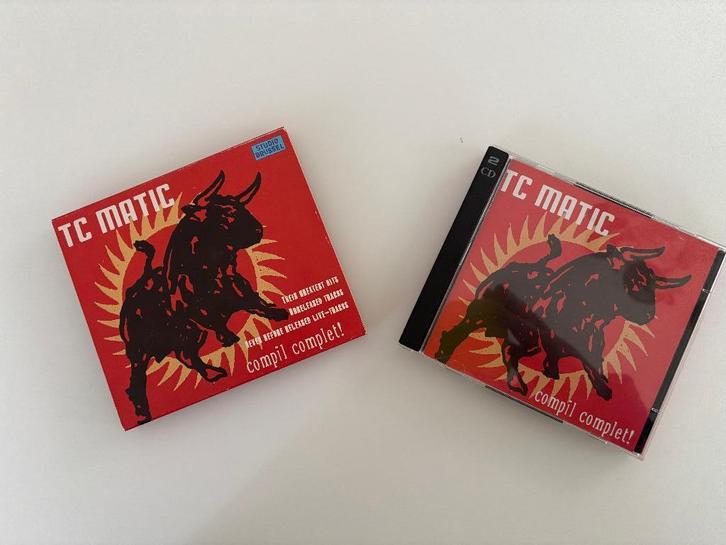 STUDIO
BRUSSEL
TC MATIC
THEIR GREATEST HITS
UNRELEASED TRACKS
NEVER BEFORE RELEASED LIVE-TRACKS
compil complet!
2
CD
TC MATIC
compil complet!